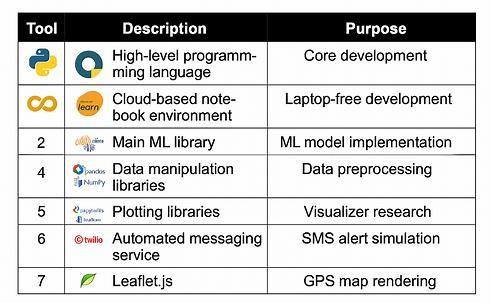 Tool Description Purpose
High-level programm-
ming language
Core development
learn
Cloud-based note-
book environment
Laptop-free development
2 Main ML library ML model implementation
4
pandas
NumPy
Data manipulation
libraries
Data preprocessing
5 Plotting libraries Visualizer research
6 twilio
Automated messaging
service
SMS alert simulation
7 Leaflet.js GPS map rendering